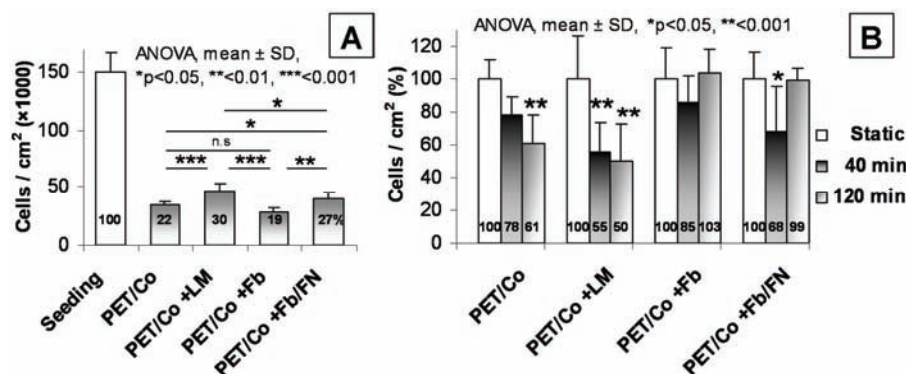 A
ANOVA, mean ± SD,
*p<0.05, **<0.01, ***<0.001
Cells / cm² (×1000)
150
100
50
0
*
*
n.s
*** *** **
100 22 30 19 27%
Seeding
PET/Co
PET/Co +LM
PET/Co +Fb
PET/Co +Fb/FN
B
ANOVA, mean ± SD, *p<0.05, **<0.001
Cells / cm² (%)
120
100
80
60
40
20
0
**
** **
*
100 78 61
100 55 50
100 85 103
100 68 99
PET/Co
PET/Co +LM
PET/Co +Fb
PET/Co +Fb/FN
Static
40 min
120 min